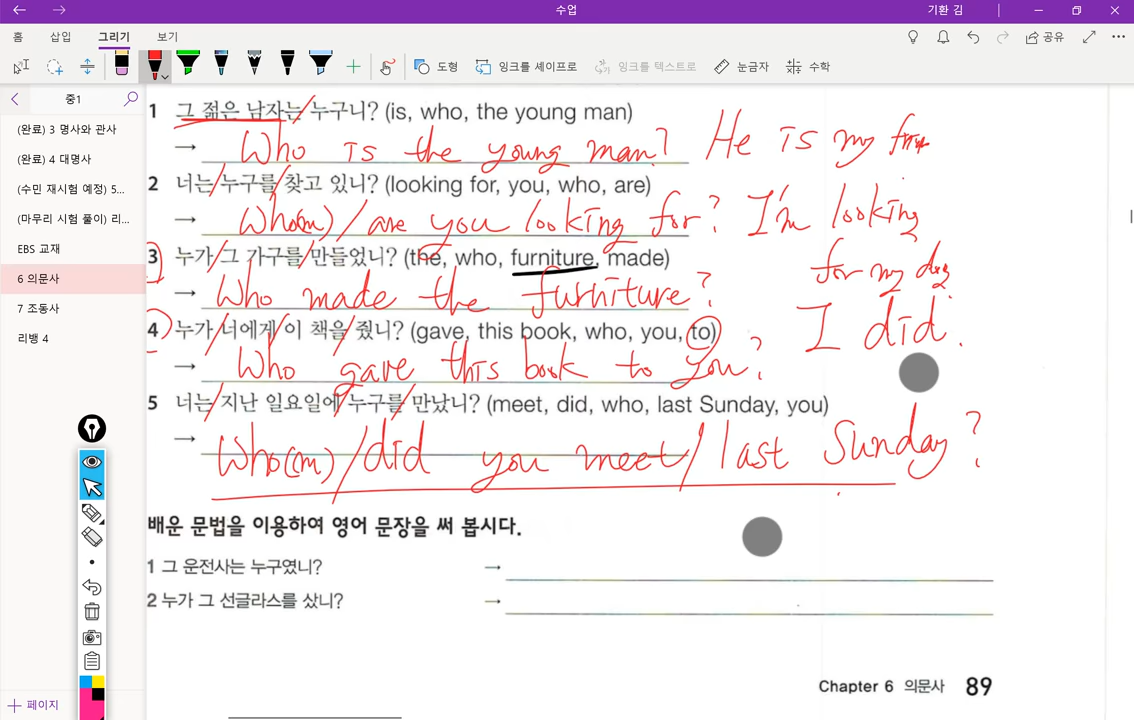 수업
기환 김
홈 삽입 그리기 보기
공유
도형 잉크를 셰이프로 잉크를 텍스트로 눈금자 수학
중1
(완료) 3 명사와 관사
(완료) 4 대명사
(수민 재시험 예정) 5...
(마무리 시험 풀이) 리...
EBS 교재
6 의문사
7 조동사
리뱅 4
페이지
1 그 젊은 남자는/누구니? (is, who, the young man)
→ Who is the young man? He is my
2 너는/누구를/찾고 있니? (looking for, you, who, are)
→ Who(m)/are you looking for? I'm looking
for my dog
3 누가/그 가구를/만들었니? (the, who, furniture, made)
→ Who made the furniture?
I did.
4 누가/너에게/이 책을/줬니? (gave, this book, who, you, to)
→ Who gave this book to you?
5 너는/지난 일요일에/누구를/만났니? (meet, did, who, last Sunday, you)
→ Who(m)/did you meet/last Sunday?
배운 문법을 이용하여 영어 문장을 써 봅시다.
1 그 운전사는 누구였니? →
2 누가 그 선글라스를 샀니? →
Chapter 6 의문사 89